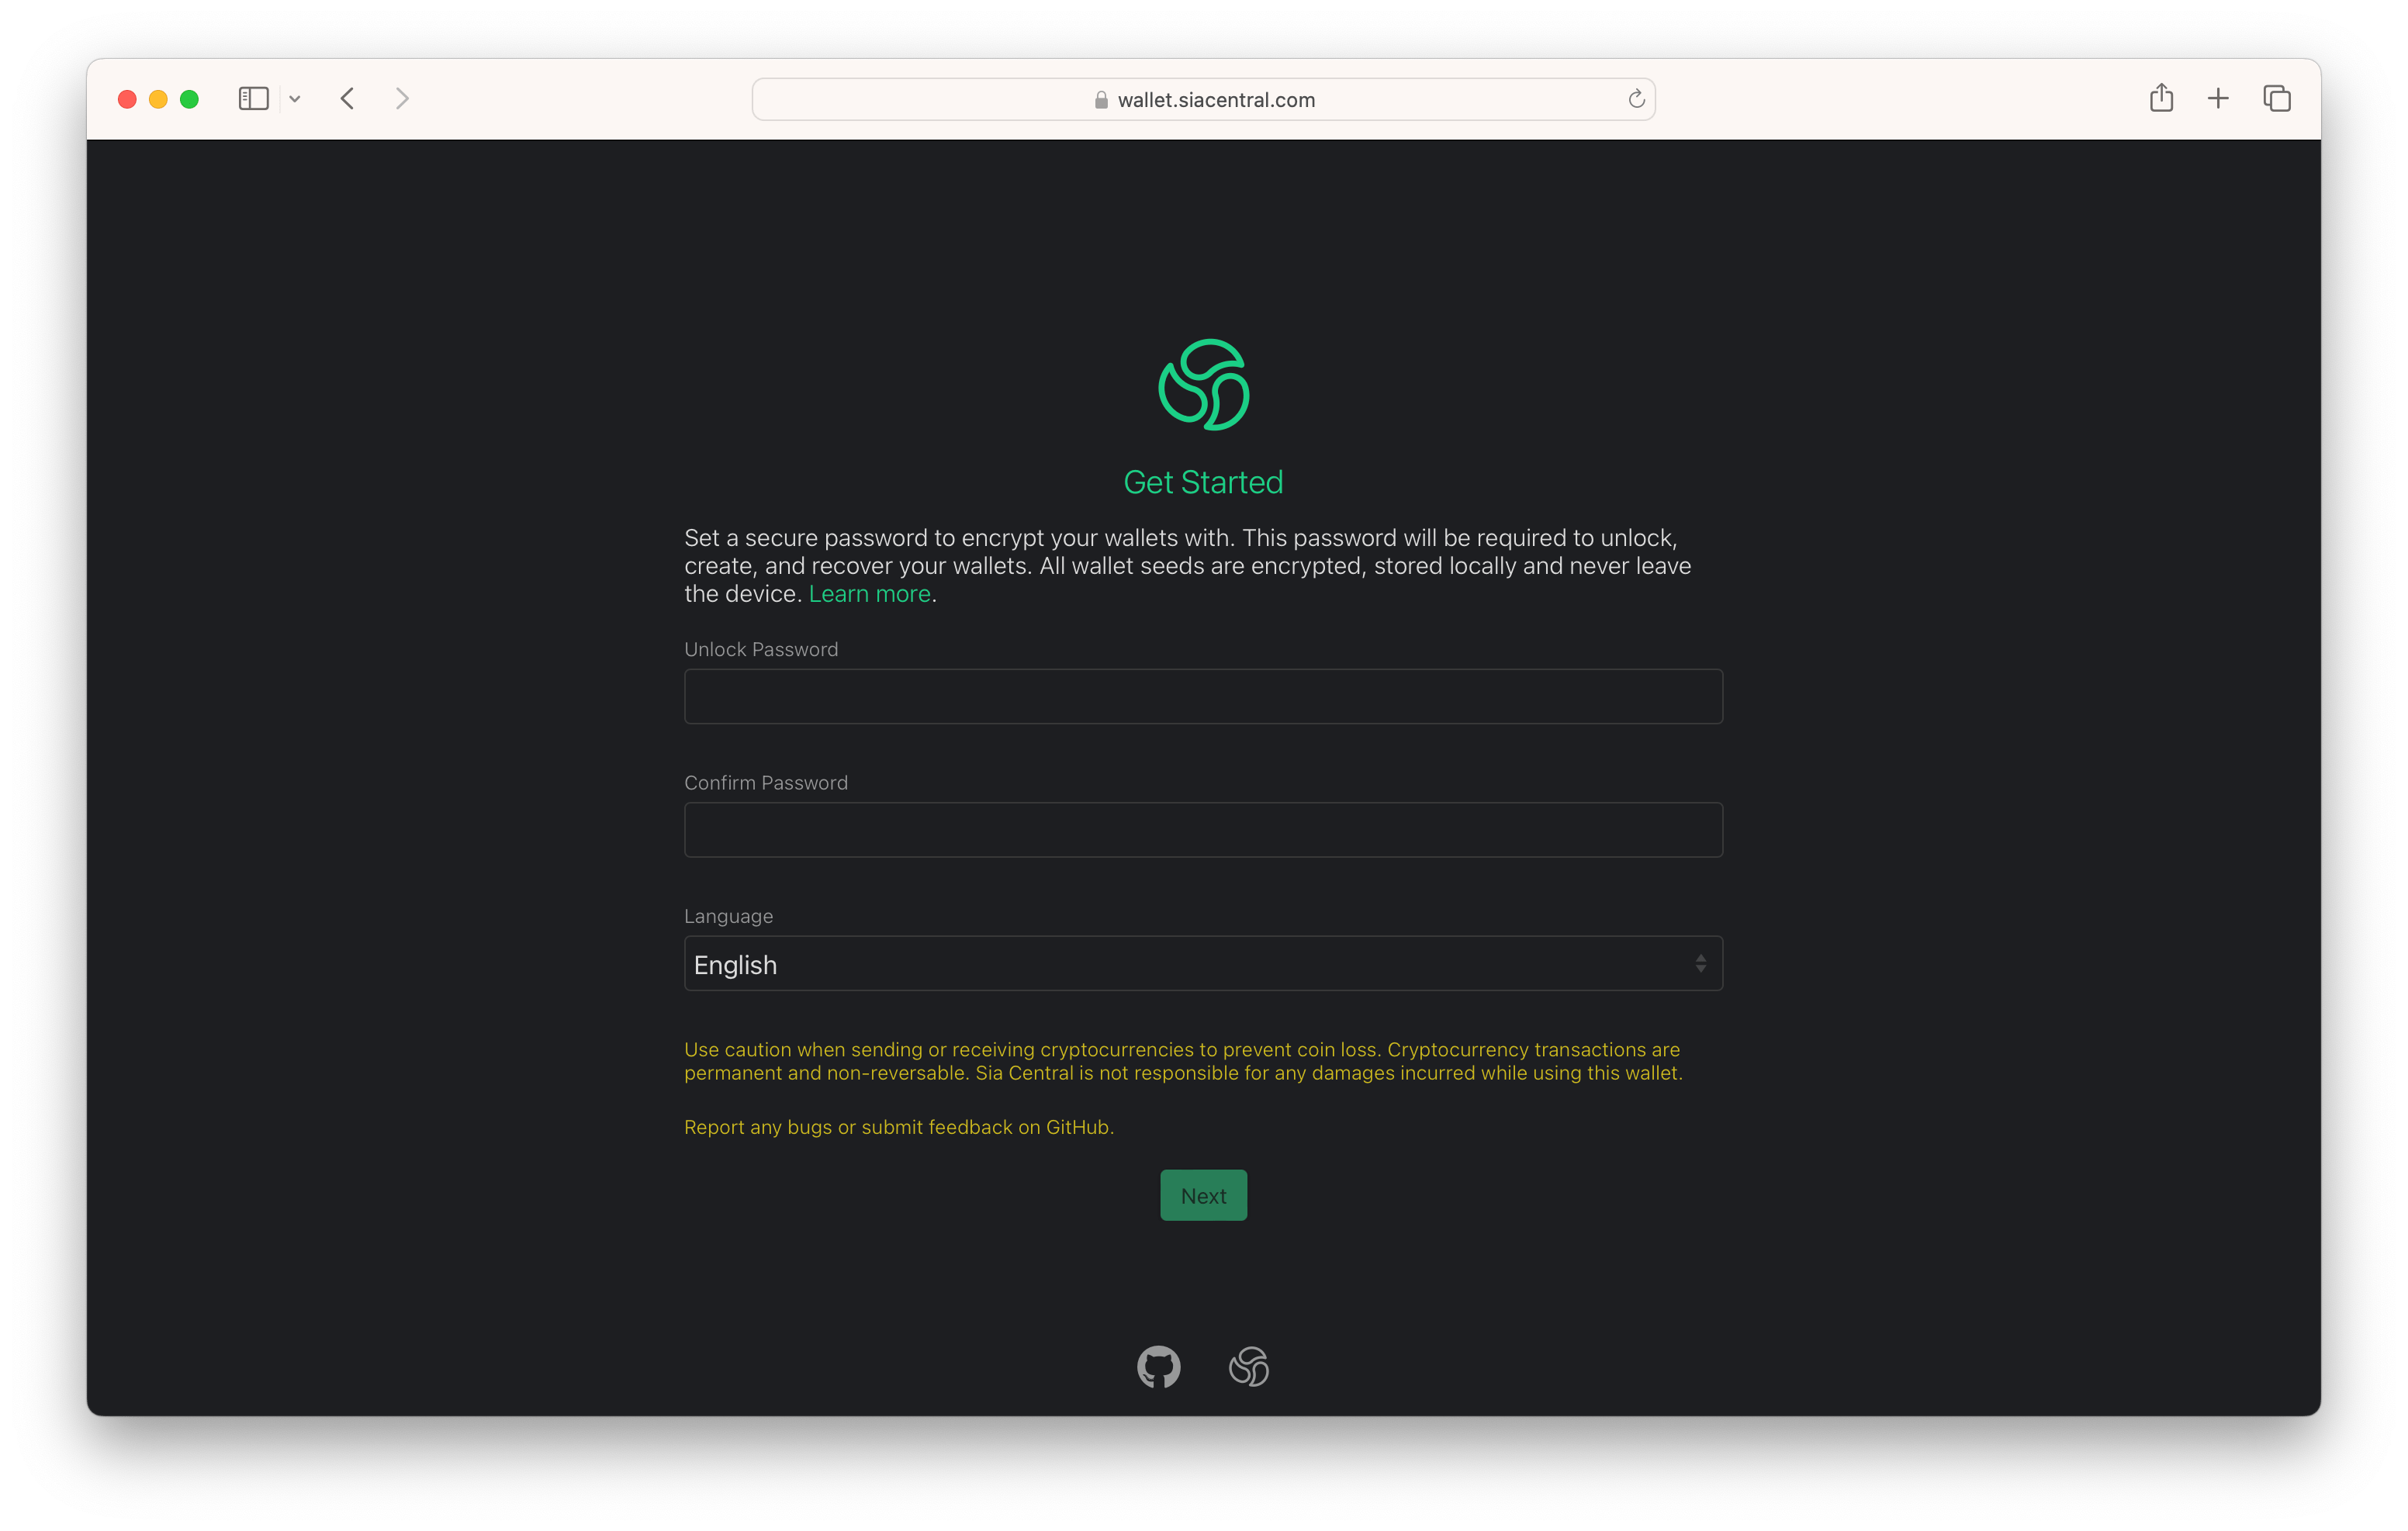 wallet.siacentral.com
Get Started
Set a secure password to encrypt your wallets with. This password will be required to unlock,
create, and recover your wallets. All wallet seeds are encrypted, stored locally and never leave
the device. Learn more.
Unlock Password
Confirm Password
Language
English
Use caution when sending or receiving cryptocurrencies to prevent coin loss. Cryptocurrency transactions are
permanent and non-reversable. Sia Central is not responsible for any damages incurred while using this wallet.
Report any bugs or submit feedback on GitHub.
Next